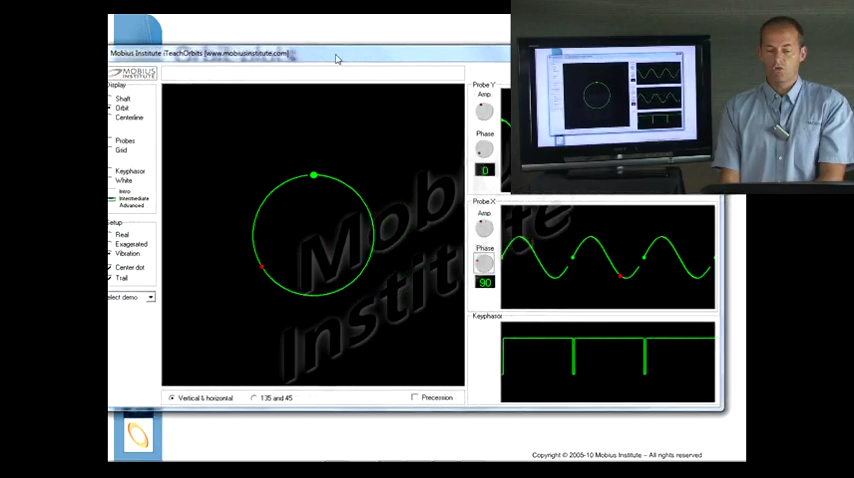 Orbit plots
Mobius Institute iTeachOrbits [www.mobiusinstitute.com]
MOBIUS
INSTITUTE
Display
Shaft
Orbit
Centerline
Probes
Grid
Keyphasor
White
Intro
Intermediate
Advanced
Setup
Real
Exagerated
Vibration
Center dot
Trail
elect demo
Vertical & horizontal
135 and 45
Precession
Probe Y
Amp
Phase
0
Probe X
Amp
Phase
90
Keyphasor
Mobius
Institute
Copyright © 2005-10 Mobius Institute – All rights reserved